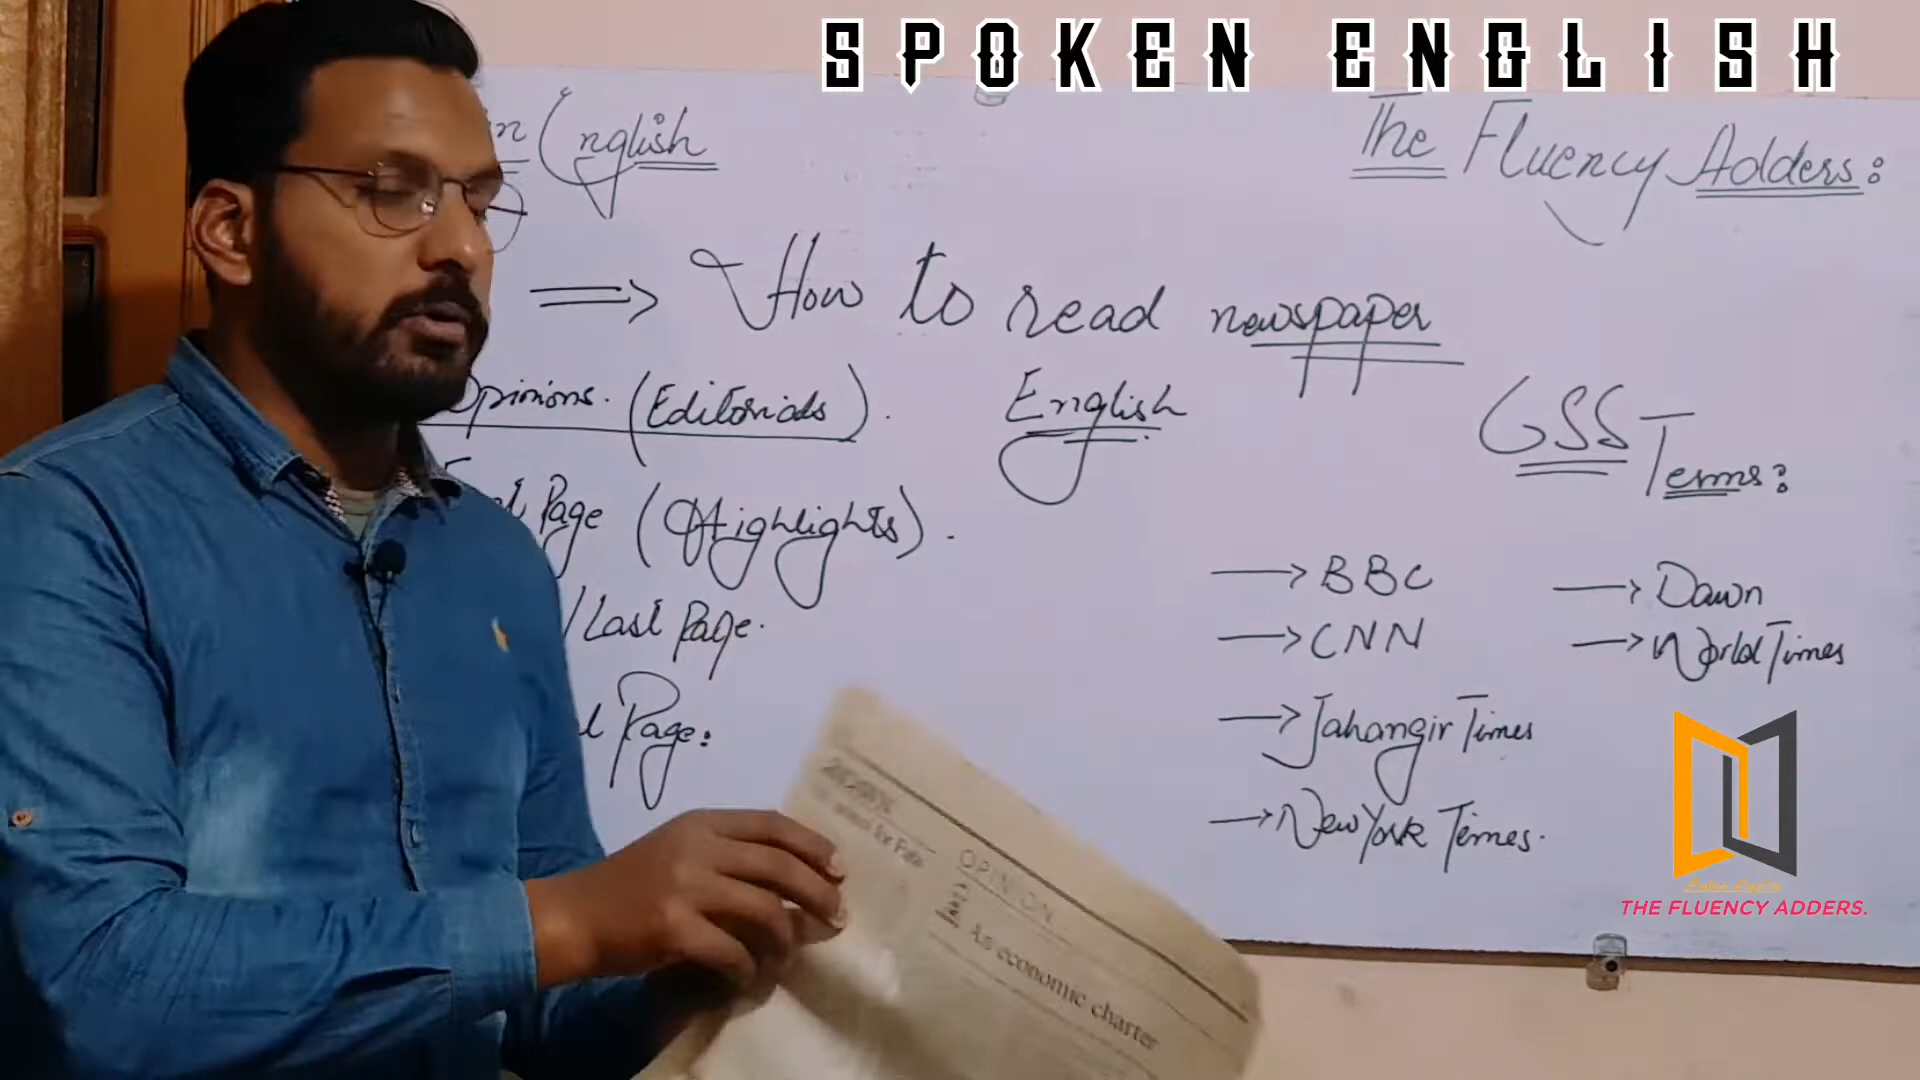 SPOKEN ENGLISH
English
The Fluency Adders:
How to read newspaper
Opinions. (Editorials).
English
Page (Highlights).
/Last Page.
Page:
CSS
Terms:
BBC
CNN
Jahangir Times
New York Times.
Dawn
World Times
OPINION
An economic charter
THE FLUENCY ADDERS.